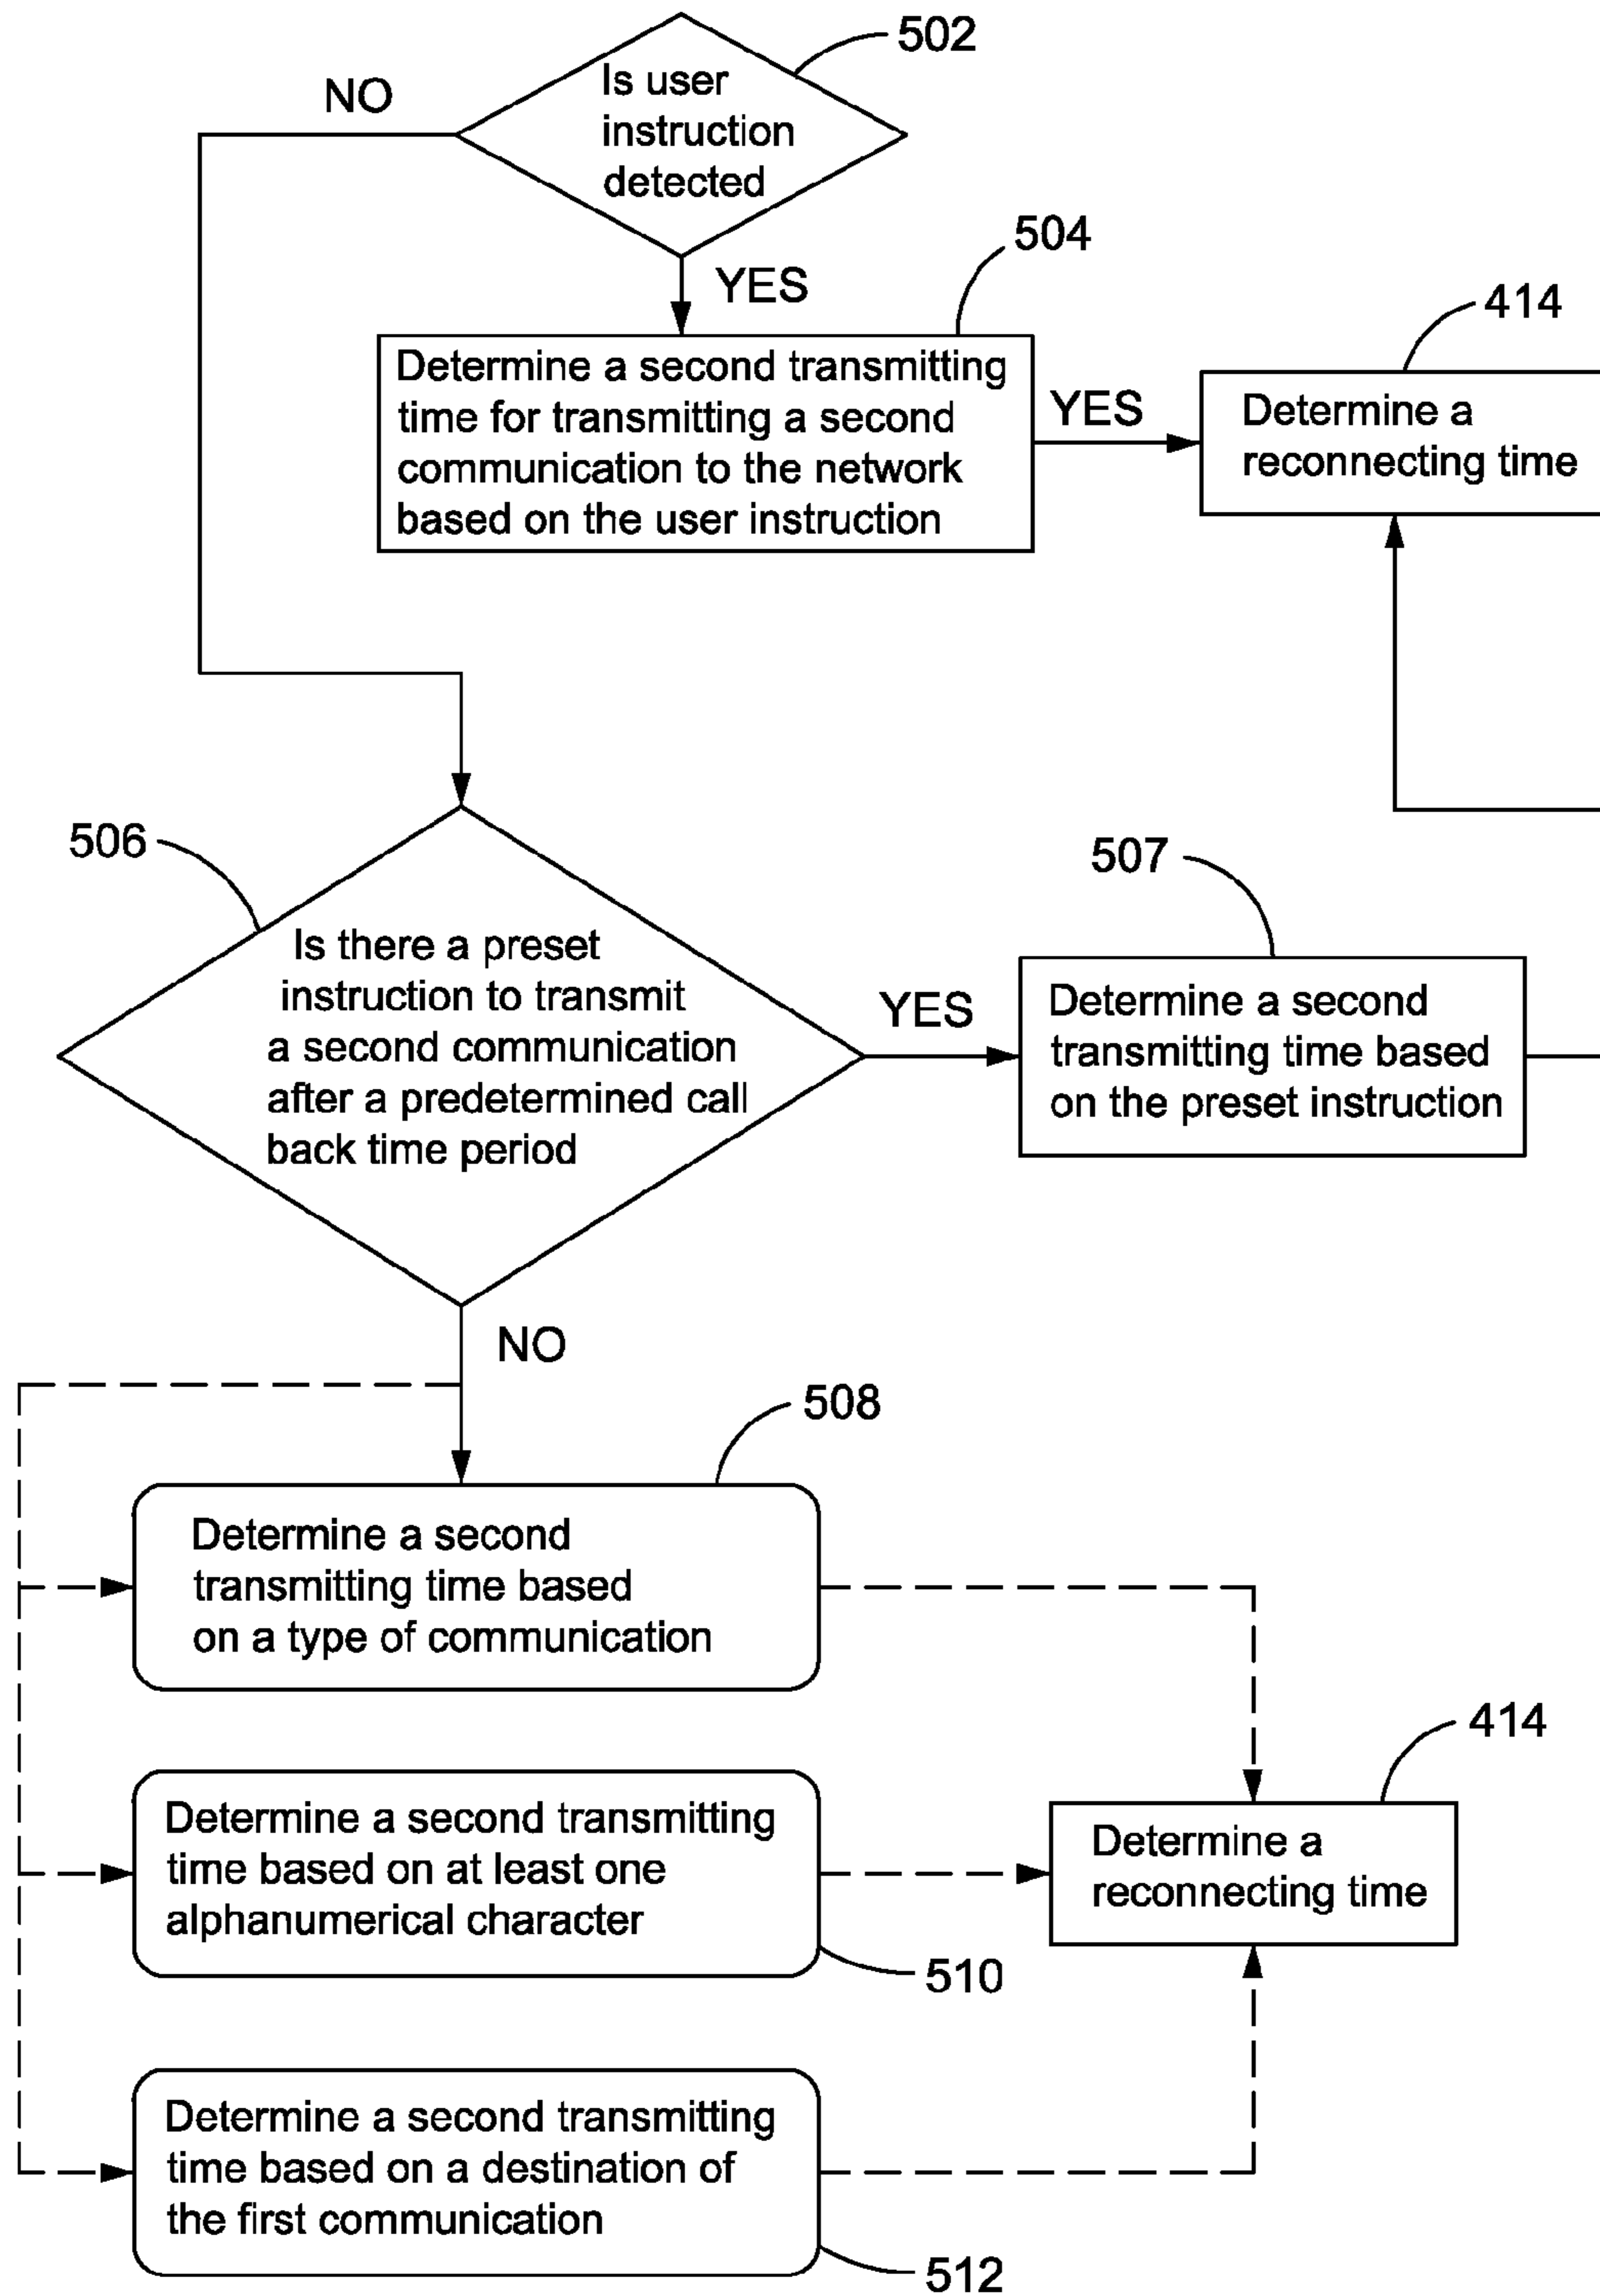 502
Is user
instruction
detected
NO
YES
504
Determine a second transmitting
time for transmitting a second
communication to the network
based on the user instruction
YES
414
Determine a
reconnecting time
506
Is there a preset
instruction to transmit
a second communication
after a predetermined call
back time period
YES
507
Determine a second
transmitting time based
on the preset instruction
NO
508
Determine a second
transmitting time based
on a type of communication
414
Determine a
reconnecting time
Determine a second transmitting
time based on at least one
alphanumerical character
510
Determine a second transmitting
time based on a destination of
the first communication
512